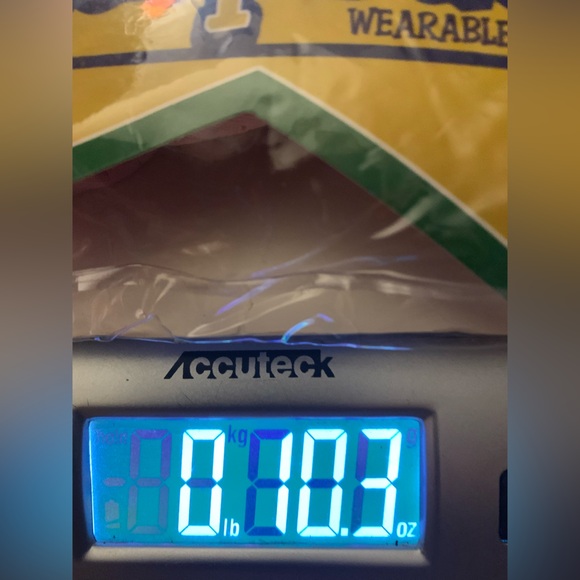 WEARABLE
ACCUTECK
kg
0 lb 10.3 oz